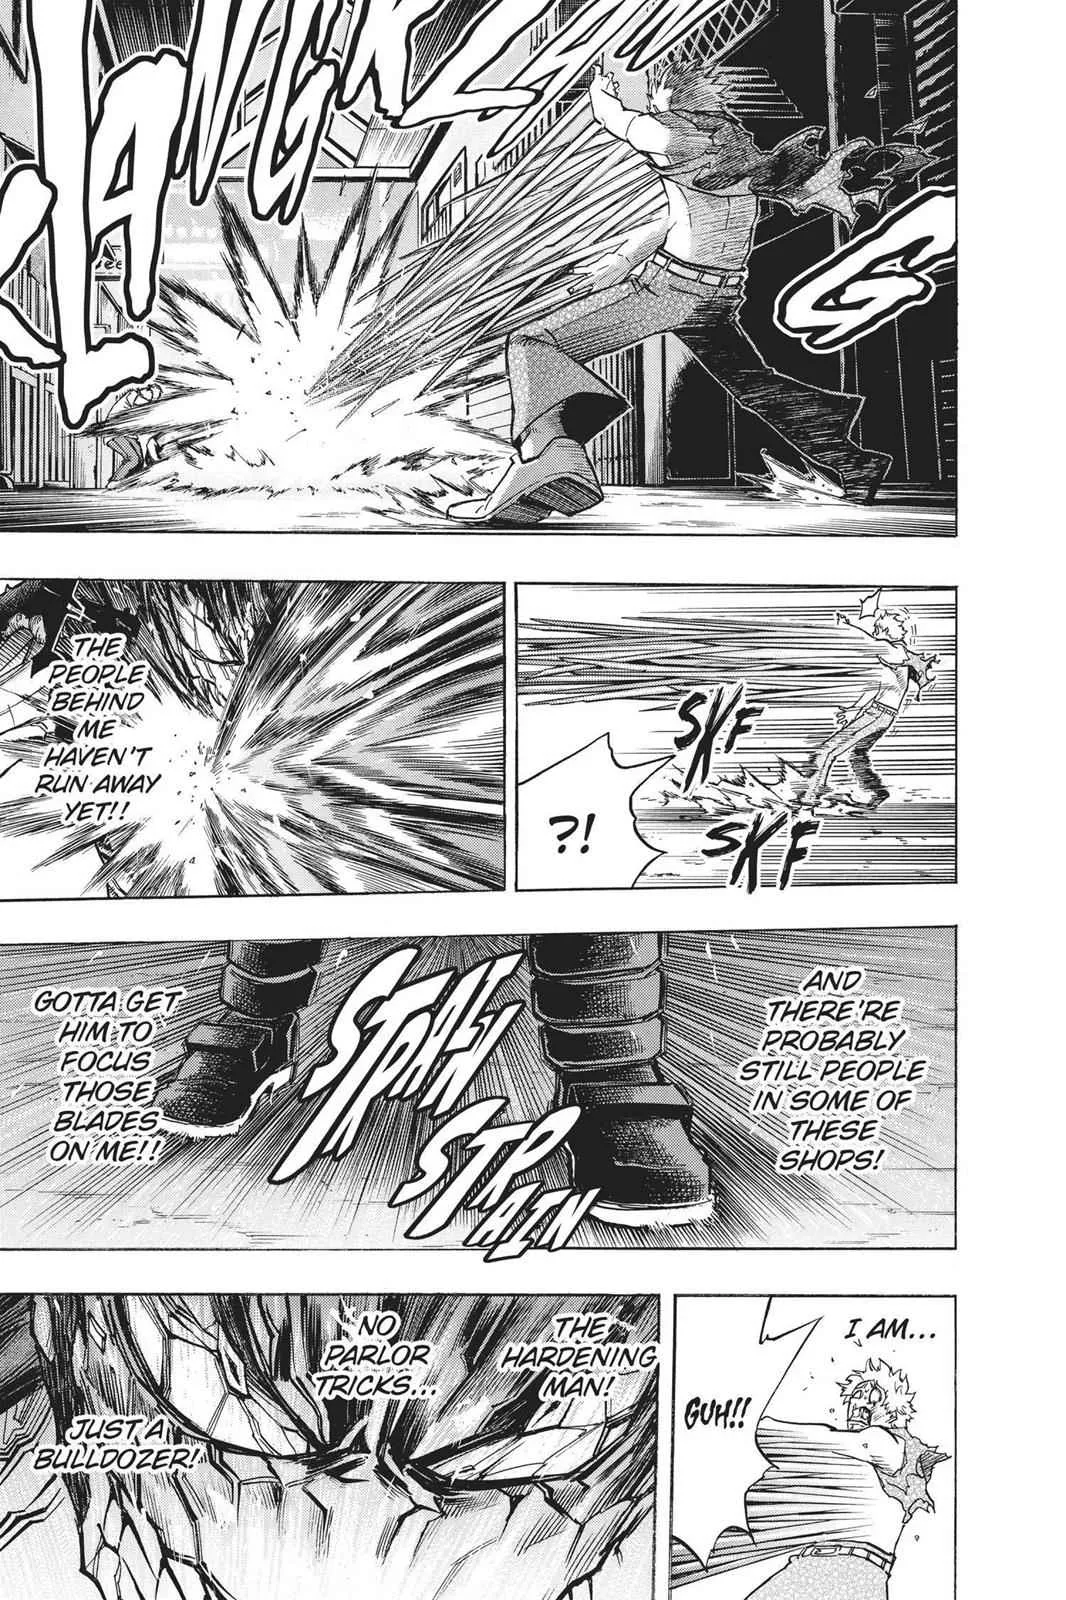 KLANG
KLANG
?!
SKF
SKF
THE
PEOPLE
BEHIND
ME
HAVEN'T
RUN AWAY
YET!!
AND
THERE'RE
PROBABLY
STILL PEOPLE
IN SOME OF
THESE
SHOPS!
STRAIN
STRAIN
GOTTA GET
HIM TO
FOCUS
THOSE
BLADES
ON ME!!
I AM...
GUH!!
THE
HARDENING
MAN!
NO
PARLOR
TRICKS...
JUST A
BULLDOZER!